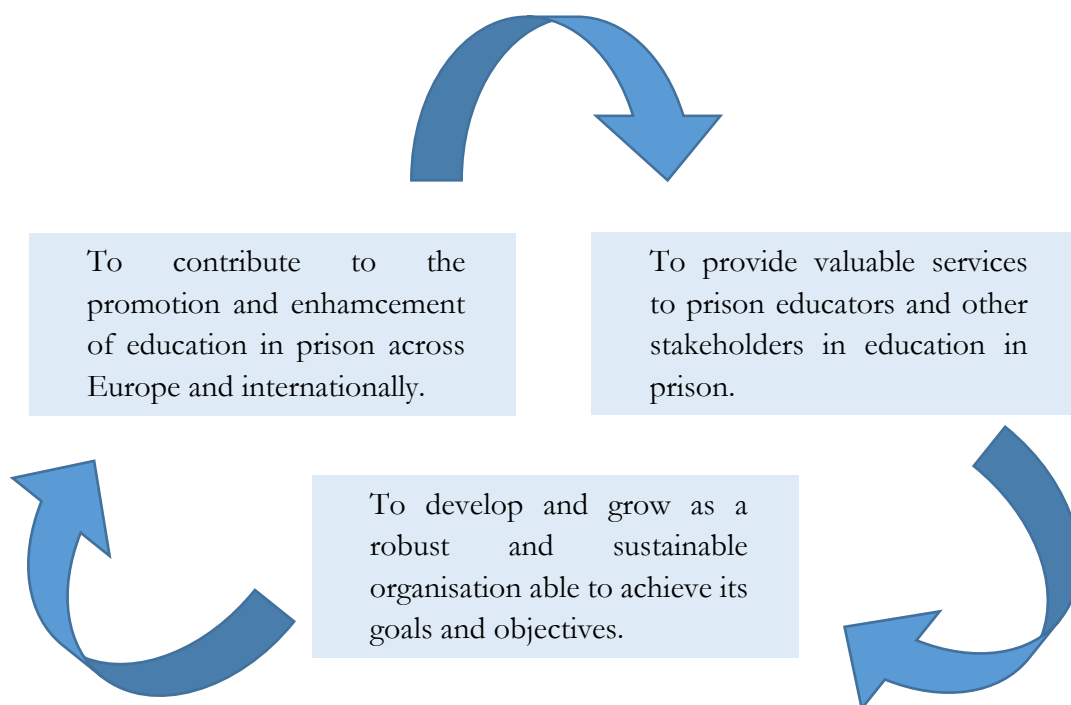 To contribute to the
promotion and enhamcement
of education in prison across
Europe and internationally.
To provide valuable services
to prison educators and other
stakeholders in education in
prison.
To develop and grow as a
robust and sustainable
organisation able to achieve its
goals and objectives.